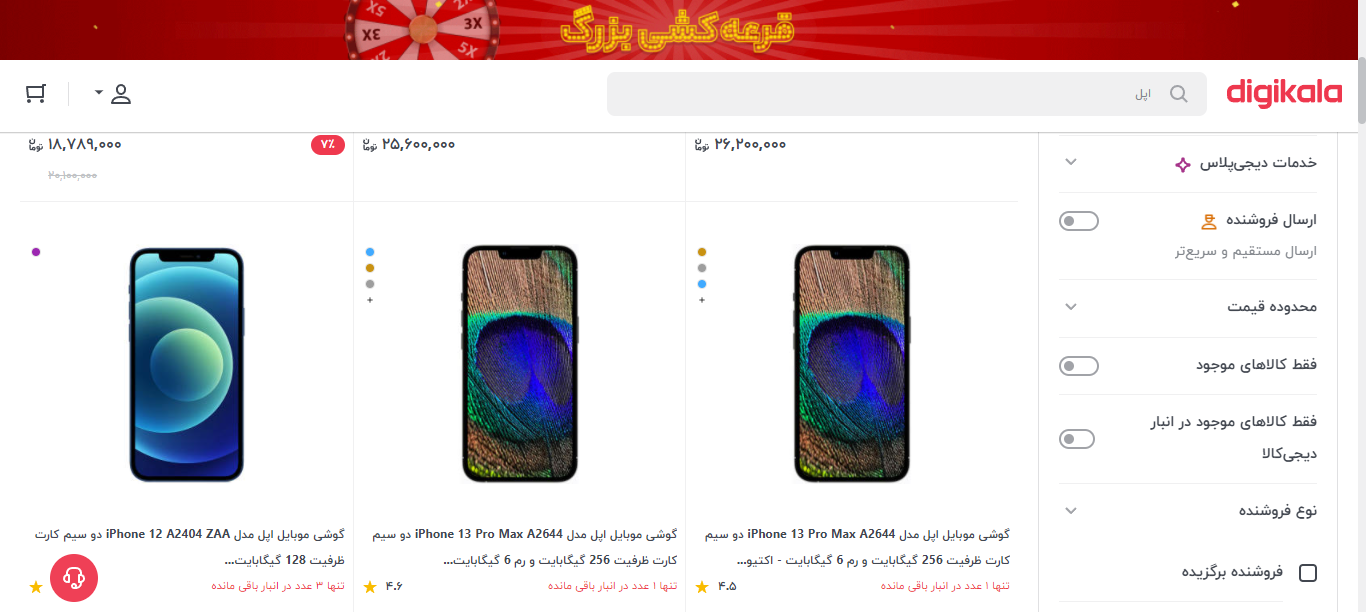 3X
5X
2X
XE
X5
قرعه‌کشی بزرگ
digikala
اپل
۲۶,۲۰۰,۰۰۰ تومان
۲۵,۶۰۰,۰۰۰ تومان
۷٪
۱۸,۷۸۹,۰۰۰ تومان
۲۰,۱۰۰,۰۰۰
خدمات دیجی‌پلاس
ارسال فروشنده
ارسال مستقیم و سریع‌تر
محدوده قیمت
فقط کالاهای موجود
فقط کالاهای موجود در انبار
دیجی‌کالا
نوع فروشنده
فروشنده برگزیده
+
گوشی موبایل اپل مدل iPhone 13 Pro Max A2644 دو سیم
کارت ظرفیت 256 گیگابایت و رم 6 گیگابایت - اکتیو...
تنها ۱ عدد در انبار باقی مانده
۴.۵
+
گوشی موبایل اپل مدل iPhone 13 Pro Max A2644 دو سیم
کارت ظرفیت 256 گیگابایت و رم 6 گیگابایت...
تنها ۱ عدد در انبار باقی مانده
۴.۶
گوشی موبایل اپل مدل iPhone 12 A2404 ZAA دو سیم‌ کارت
ظرفیت 128 گیگابایت...
تنها ۳ عدد در انبار باقی مانده